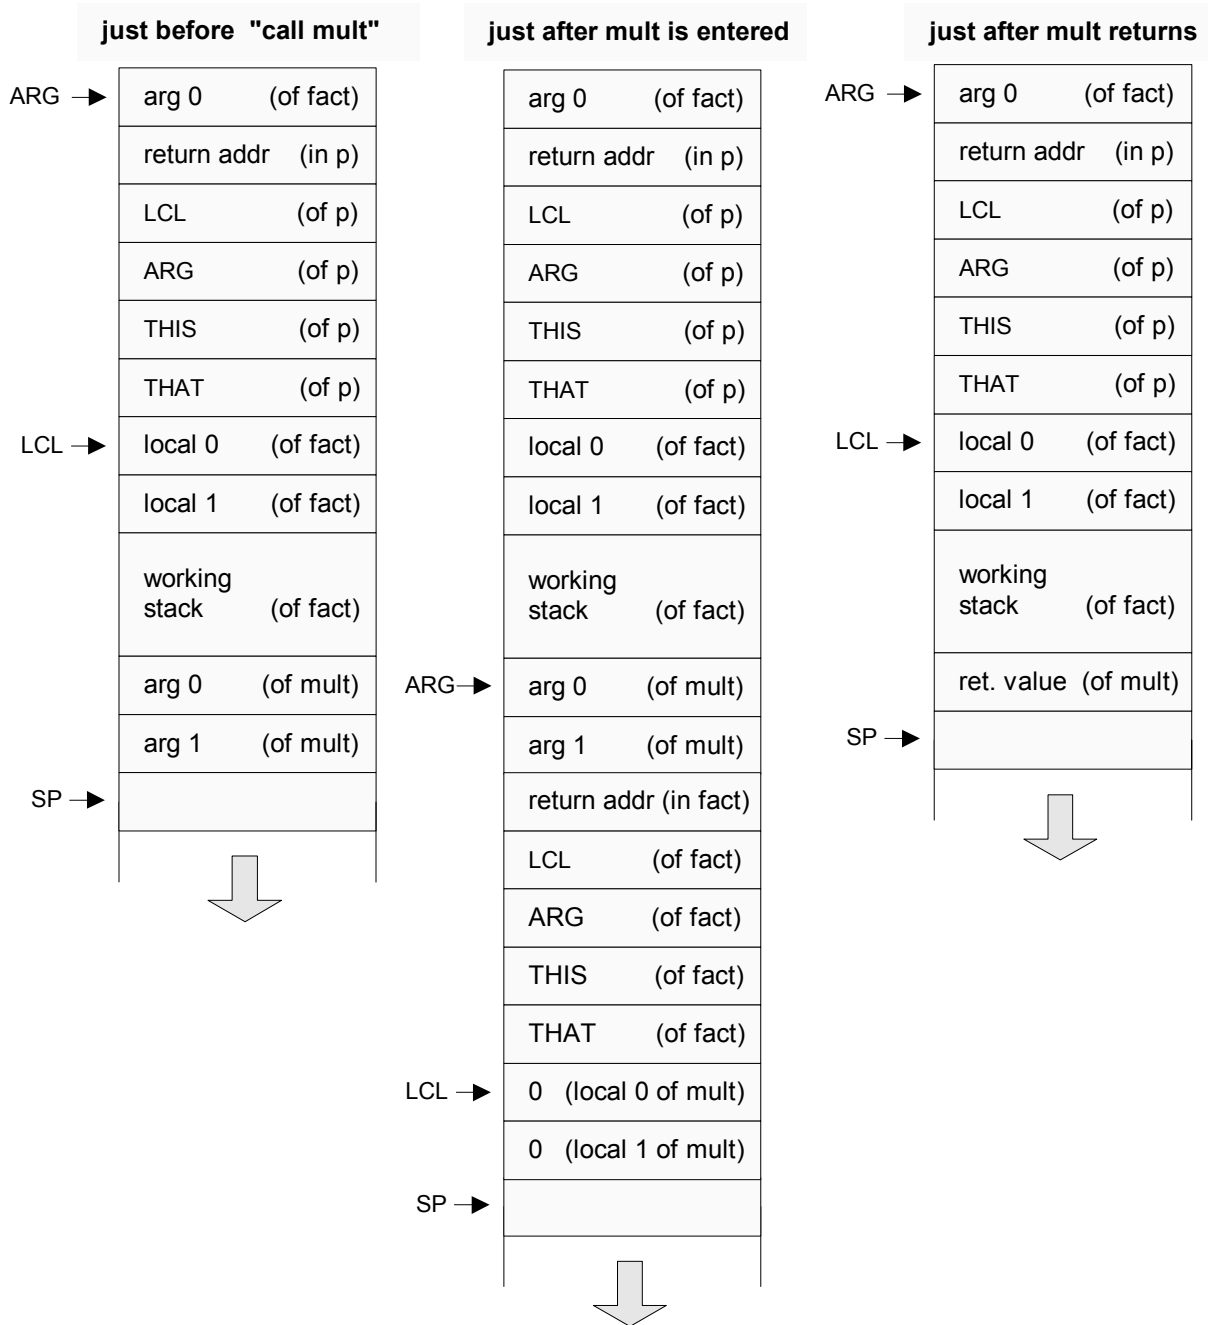 just before "call mult"
ARG
arg 0 (of fact)
return addr (in p)
LCL (of p)
ARG (of p)
THIS (of p)
THAT (of p)
LCL
local 0 (of fact)
local 1 (of fact)
working
stack (of fact)
arg 0 (of mult)
arg 1 (of mult)
SP
just after mult is entered
arg 0 (of fact)
return addr (in p)
LCL (of p)
ARG (of p)
THIS (of p)
THAT (of p)
local 0 (of fact)
local 1 (of fact)
working
stack (of fact)
ARG
arg 0 (of mult)
arg 1 (of mult)
return addr (in fact)
LCL (of fact)
ARG (of fact)
THIS (of fact)
THAT (of fact)
LCL
0 (local 0 of mult)
0 (local 1 of mult)
SP
just after mult returns
ARG
arg 0 (of fact)
return addr (in p)
LCL (of p)
ARG (of p)
THIS (of p)
THAT (of p)
LCL
local 0 (of fact)
local 1 (of fact)
working
stack (of fact)
ret. value (of mult)
SP